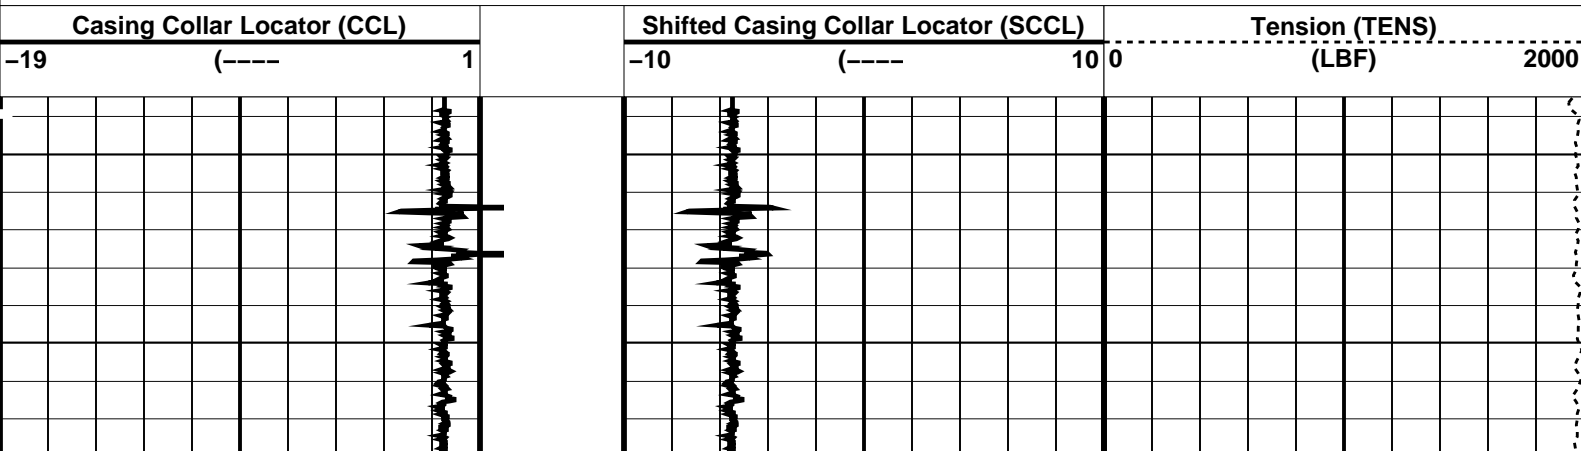 Casing Collar Locator (CCL)
−19 (−−−− 1
Shifted Casing Collar Locator (SCCL)
−10 (−−−− 10
Tension (TENS)
0 (LBF) 2000